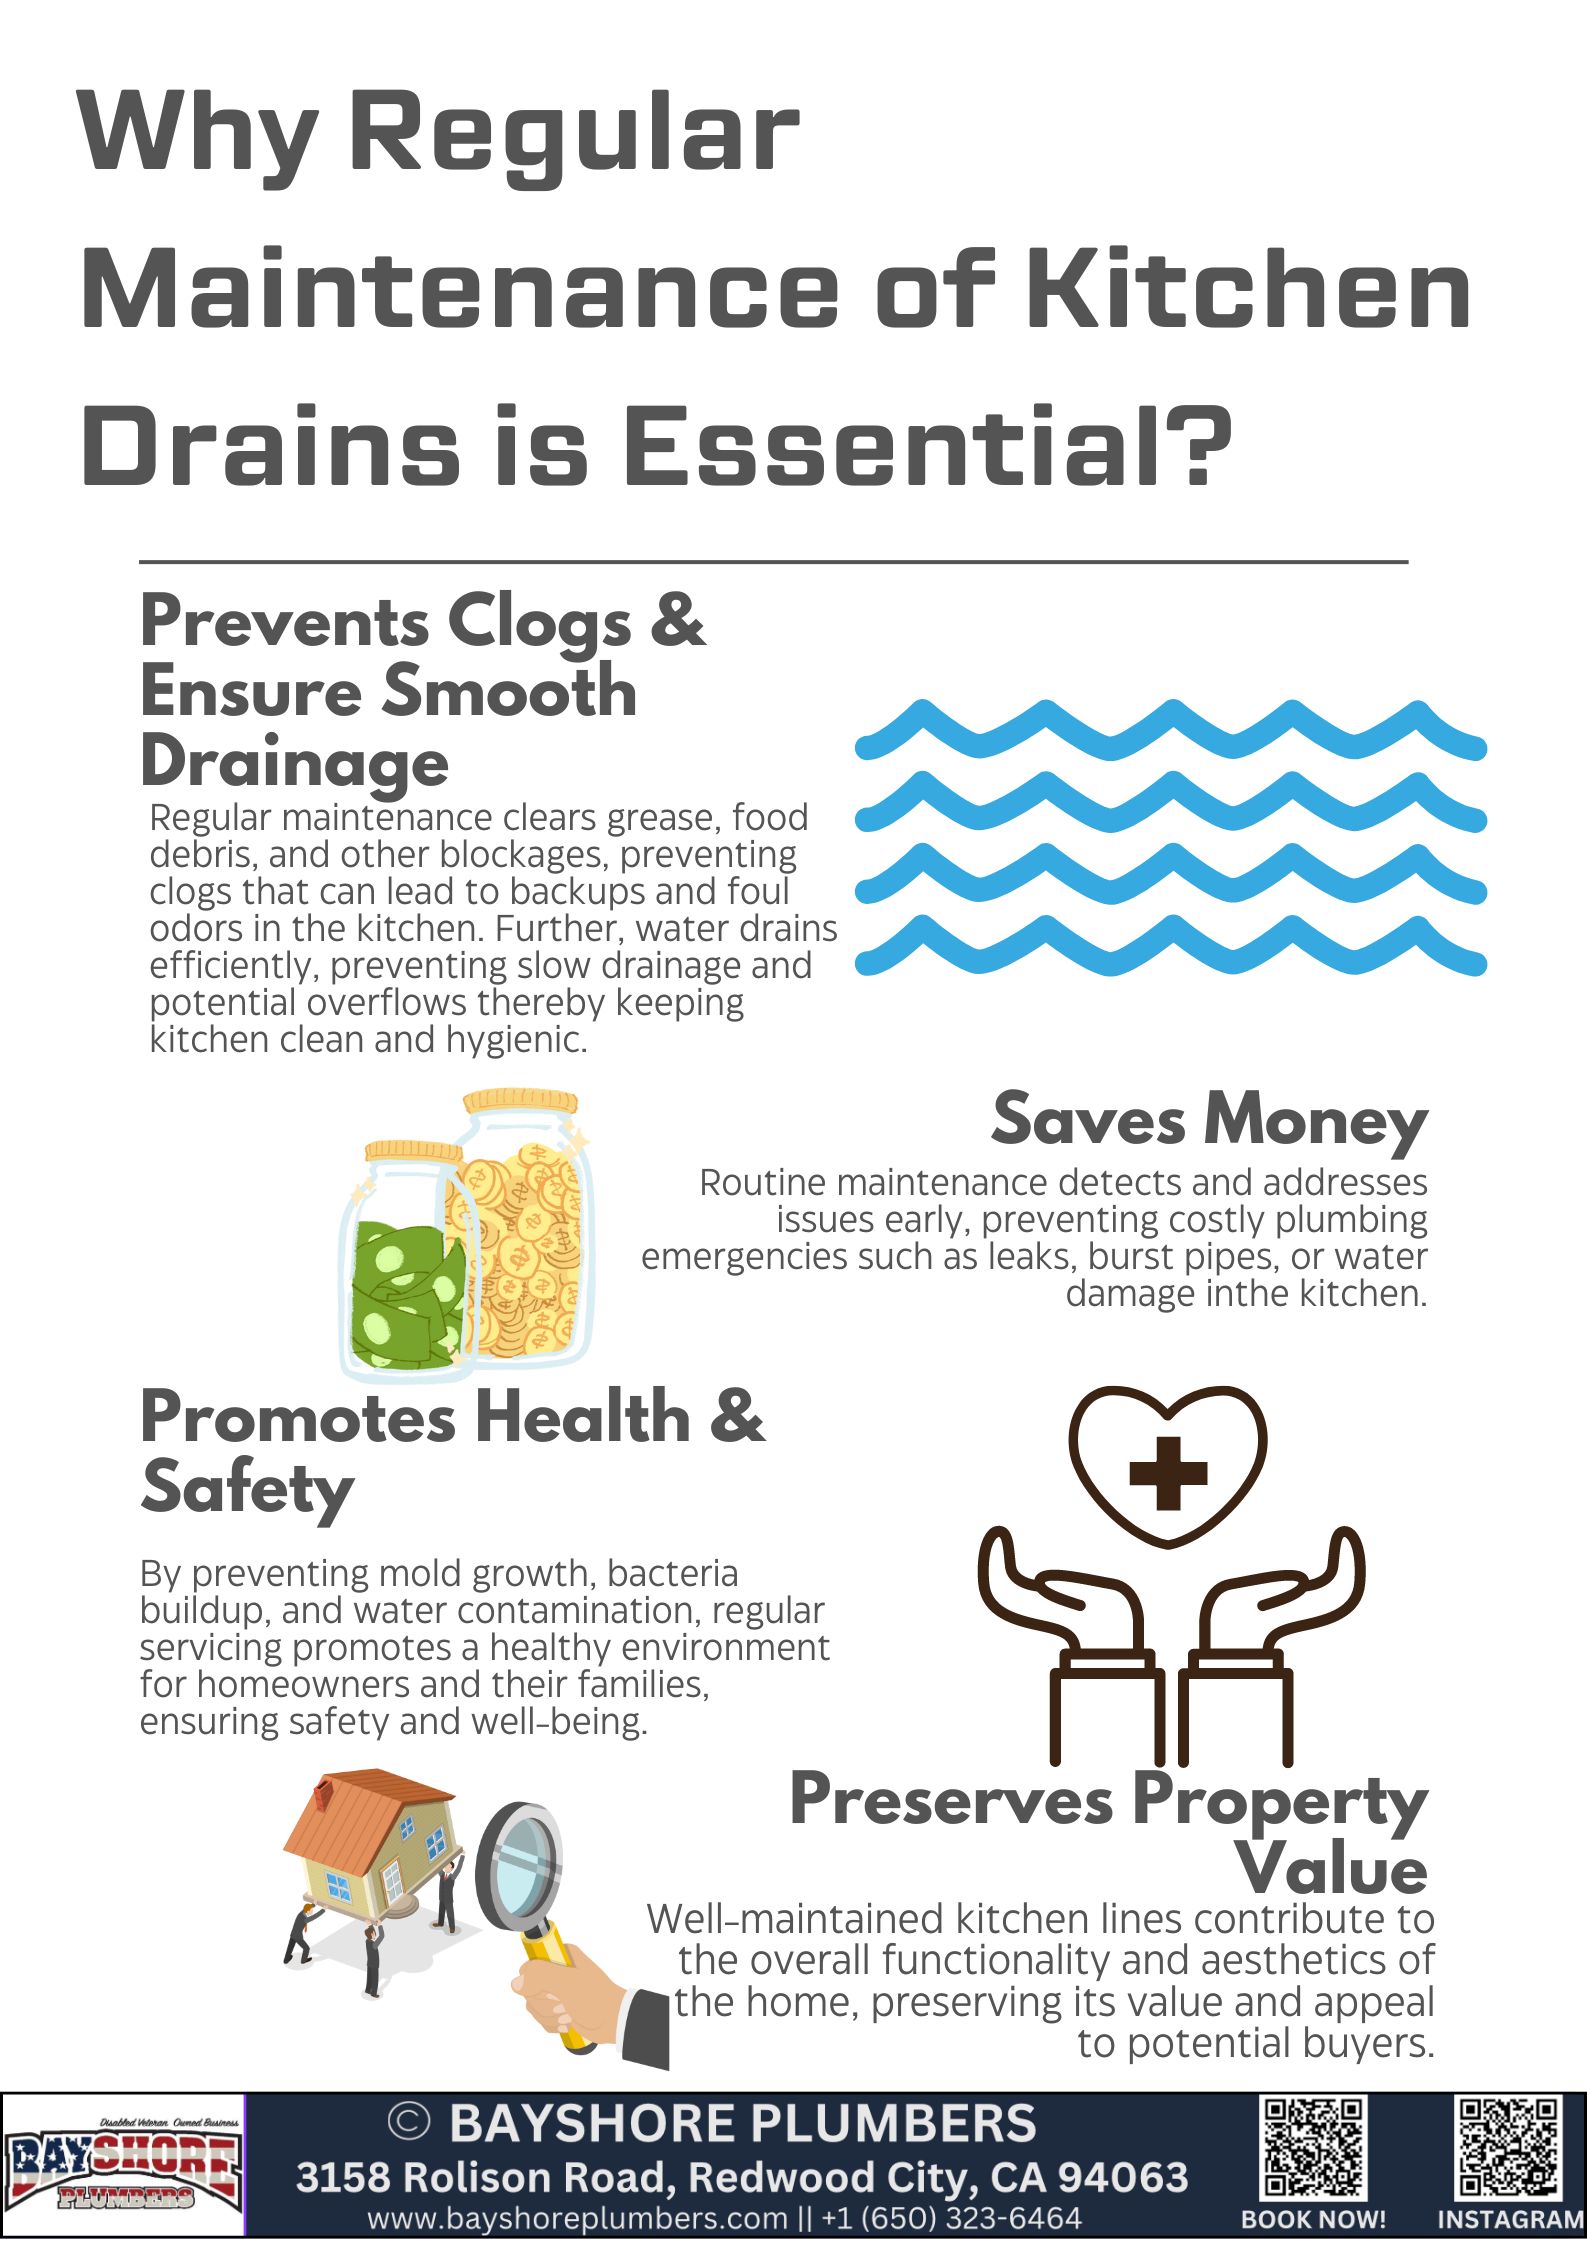 Why Regular
Maintenance of Kitchen
Drains is Essential?
Prevents Clogs &
Ensure Smooth
Drainage
Regular maintenance clears grease, food
debris, and other blockages, preventing
clogs that can lead to backups and foul
odors in the kitchen. Further, water drains
efficiently, preventing slow drainage and
potential overflows thereby keeping
kitchen clean and hygienic.
Saves Money
Routine maintenance detects and addresses
issues early, preventing costly plumbing
emergencies such as leaks, burst pipes, or water
damage inthe kitchen.
Promotes Health &
Safety
By preventing mold growth, bacteria
buildup, and water contamination, regular
servicing promotes a healthy environment
for homeowners and their families,
ensuring safety and well-being.
Preserves Property
Value
Well-maintained kitchen lines contribute to
the overall functionality and aesthetics of
the home, preserving its value and appeal
to potential buyers.
Disabled Veteran Owned Business
BAYSHORE
PLUMBERS
© BAYSHORE PLUMBERS
3158 Rolison Road, Redwood City, CA 94063
www.bayshoreplumbers.com || +1 (650) 323-6464
BOOK NOW!
INSTAGRAM